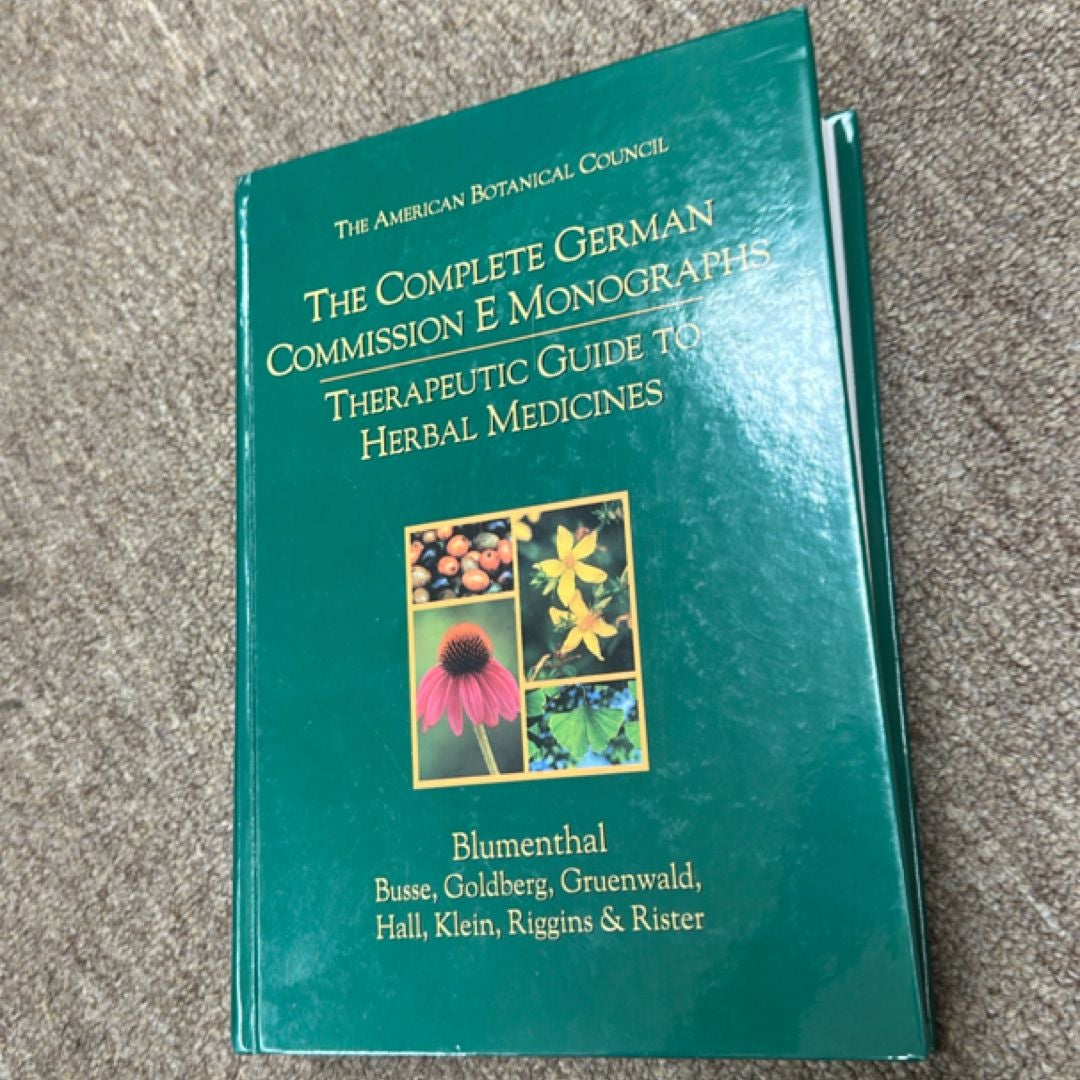 THE AMERICAN BOTANICAL COUNCIL
THE COMPLETE GERMAN
COMMISSION E MONOGRAPHS
THERAPEUTIC GUIDE TO
HERBAL MEDICINES
Blumenthal
Busse, Goldberg, Gruenwald,
Hall, Klein, Riggins & Rister